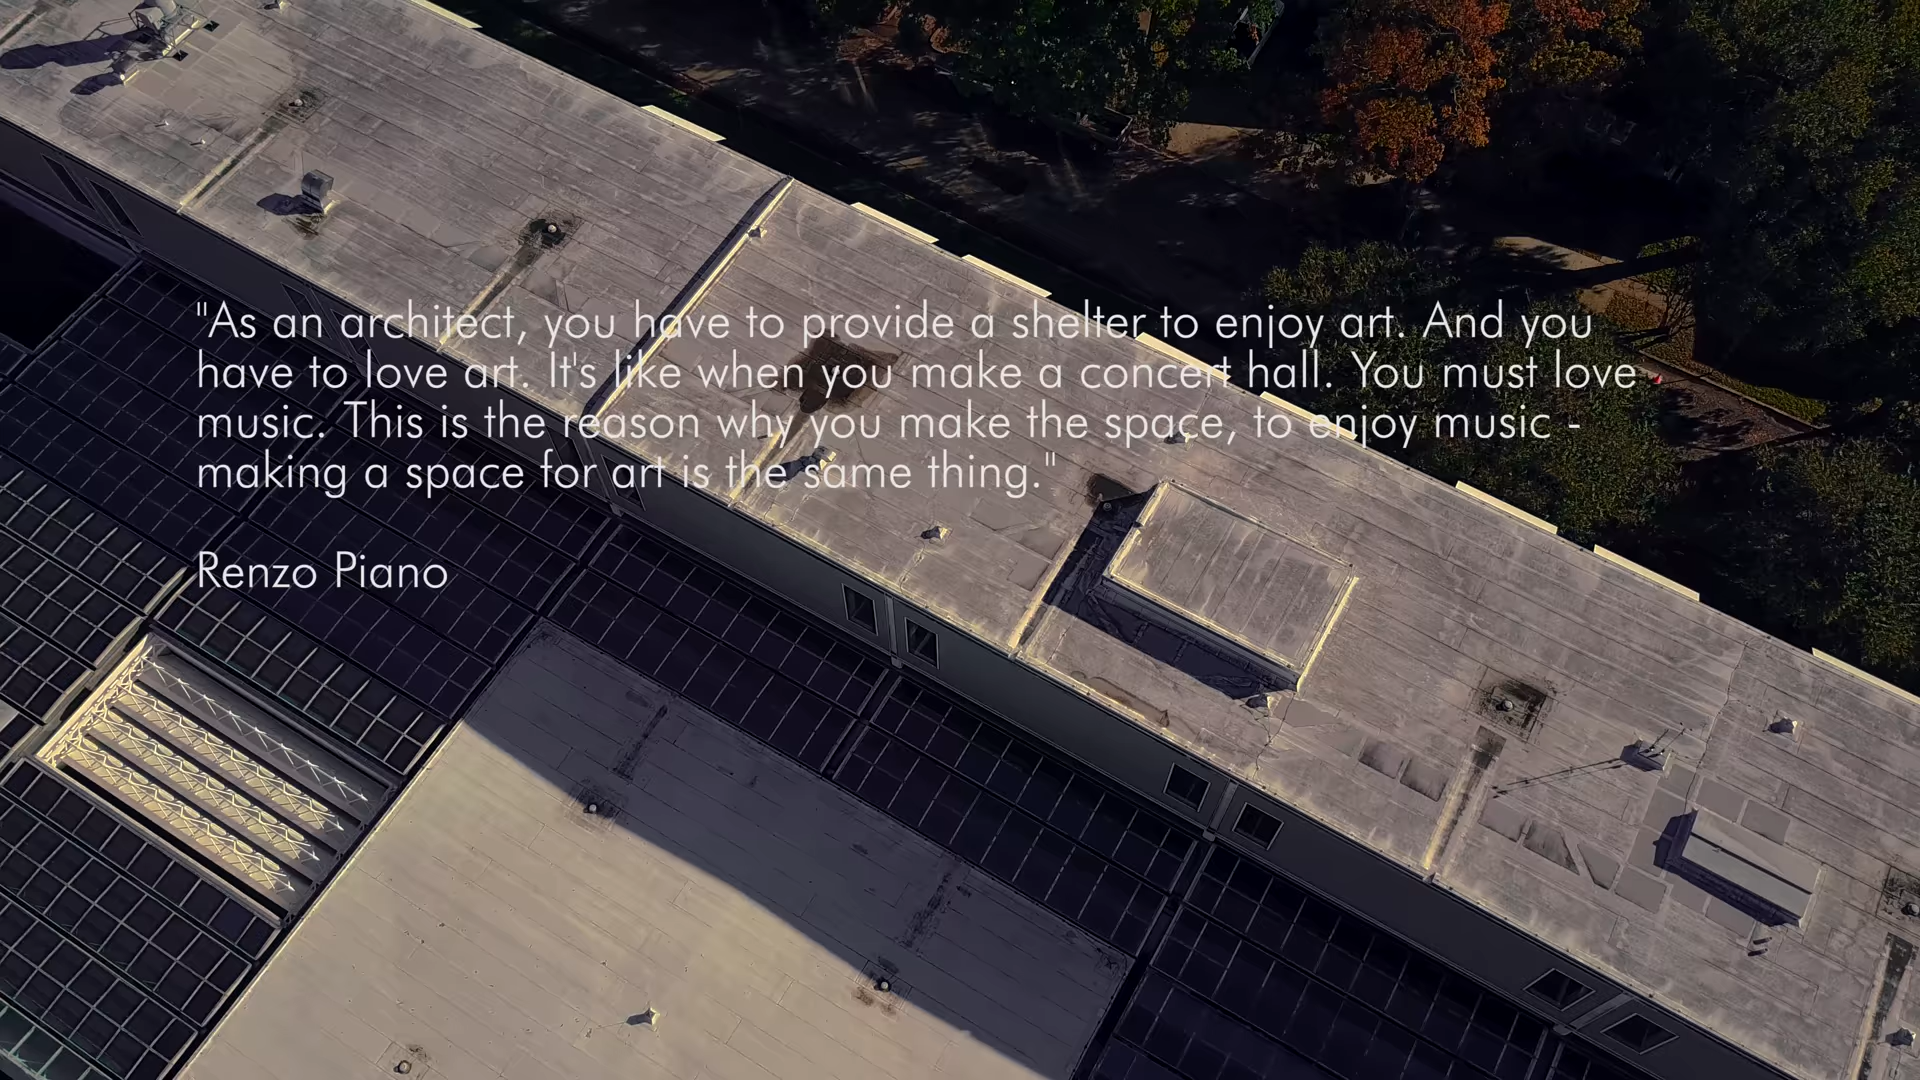 "As an architect, you have to provide a shelter to enjoy art. And you
have to love art. It's like when you make a concert hall. You must love
music. This is the reason why you make the space, to enjoy music -
making a space for art is the same thing."
Renzo Piano